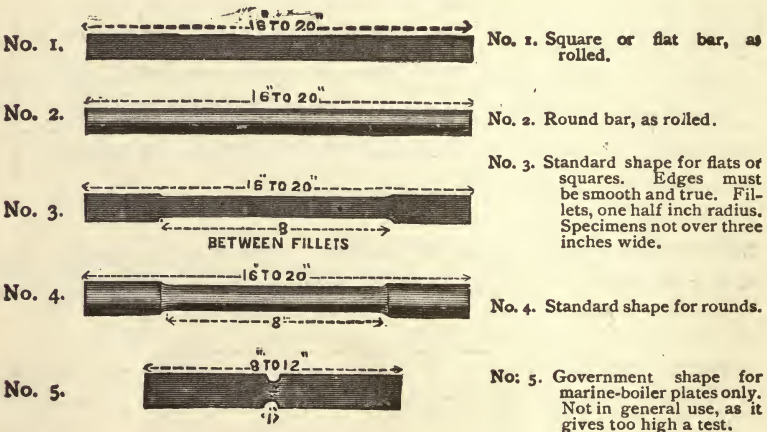 16 TO 20"
No. 1.
No. 1. Square or flat bar, as
rolled.
16" TO 20"
No. 2.
No. 2. Round bar, as rolled.
16" TO 20"
No. 3.
8
BETWEEN FILLETS
No. 3. Standard shape for flats or
squares. Edges must
be smooth and true. Fil-
lets, one half inch radius.
Specimens not over three
inches wide.
16" TO 20"
No. 4.
8"
No. 4. Standard shape for rounds.
8" TO 12"
No. 5.
1"
No: 5. Government shape for
marine-boiler plates only.
Not in general use, as it
gives too high a test.